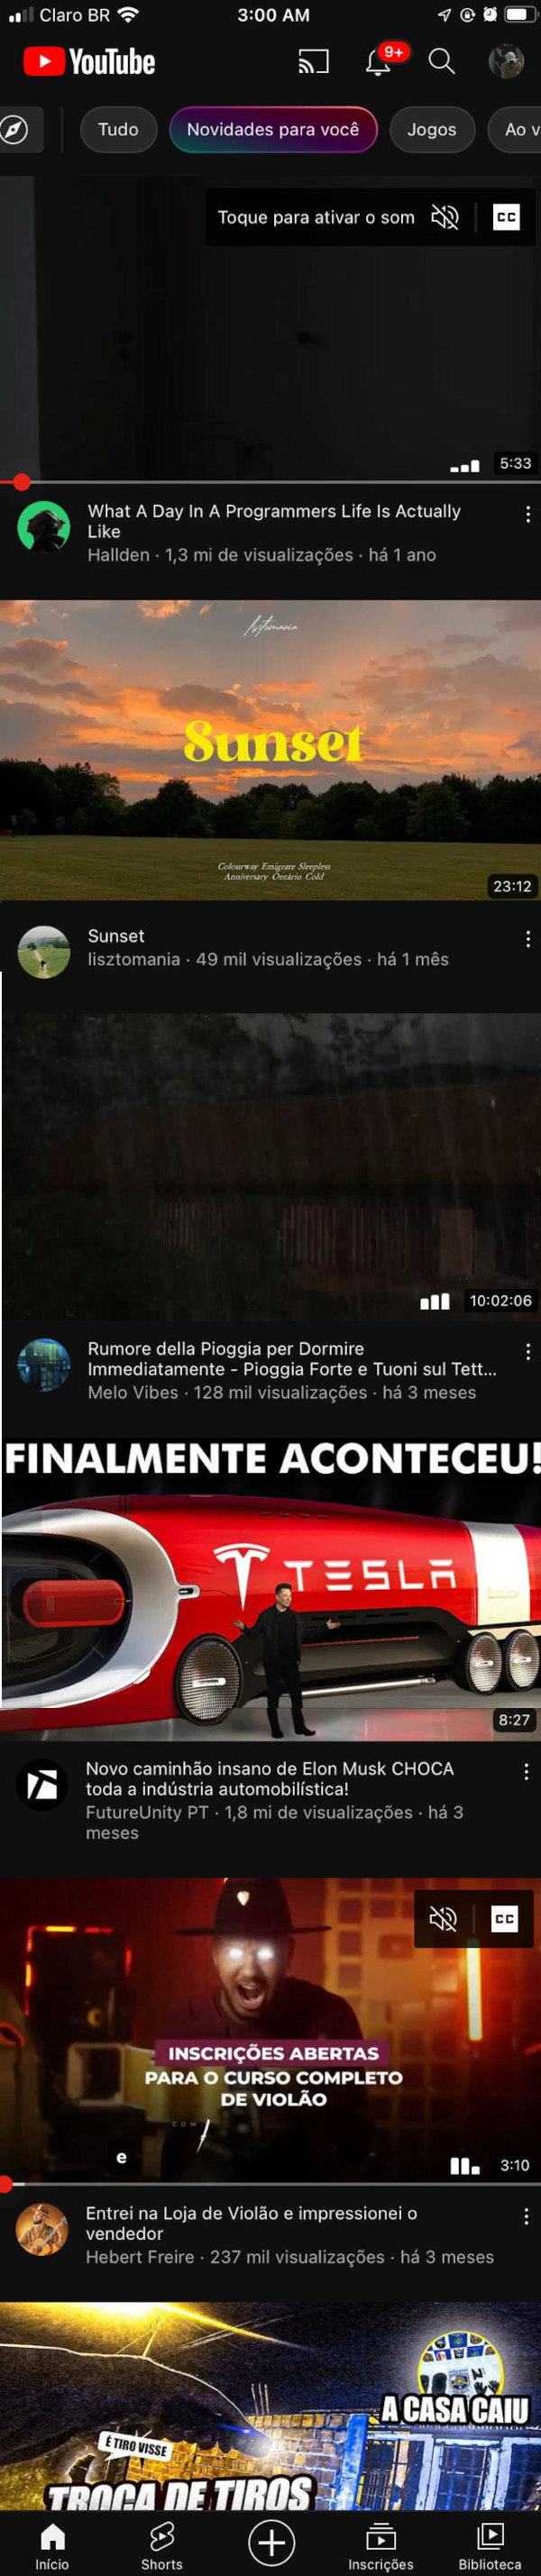 Claro BR
3:00 AM
YouTube
9+
Tudo
Novidades para você
Jogos
Ao v
Toque para ativar o som
CC
5:33
What A Day In A Programmers Life Is Actually
Like
Hallden · 1,3 mi de visualizações · há 1 ano
lisztomania
Sunset
Colourway Emigrate Sleepless
Anniversary Ontário Cold
23:12
Sunset
lisztomania · 49 mil visualizações · há 1 mês
10:02:06
Rumore della Pioggia per Dormire
Immediatamente - Pioggia Forte e Tuoni sul Tett...
Melo Vibes · 128 mil visualizações · há 3 meses
FINALMENTE ACONTECEU!
TESLA
8:27
Novo caminhão insano de Elon Musk CHOCA
toda a indústria automobilística!
FutureUnity PT · 1,8 mi de visualizações · há 3
meses
CC
INSCRIÇÕES ABERTAS
PARA O CURSO COMPLETO
DE VIOLÃO
COM
e
3:10
Entrei na Loja de Violão e impressionei o
vendedor
Hebert Freire · 237 mil visualizações · há 3 meses
A CASA CAIU
É TIRO VISSE
TROCA DE TIROS
Início
Shorts
Inscrições
Biblioteca